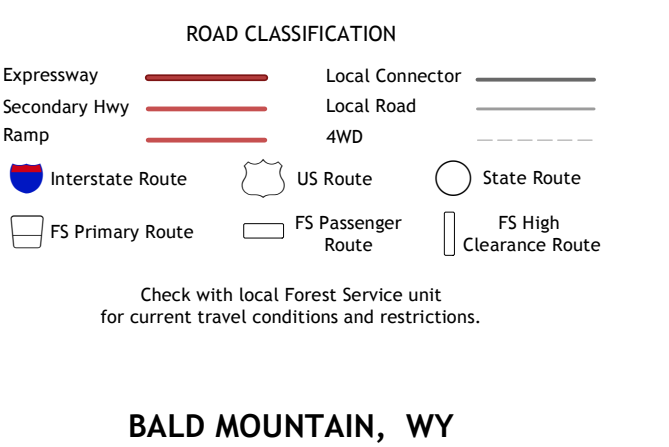 ROAD CLASSIFICATION
Expressway
Local Connector
Secondary Hwy
Local Road
Ramp
4WD
Interstate Route
US Route
State Route
FS Primary Route
FS Passenger
Route
FS High
Clearance Route
Check with local Forest Service unit
for current travel conditions and restrictions.
BALD MOUNTAIN, WY